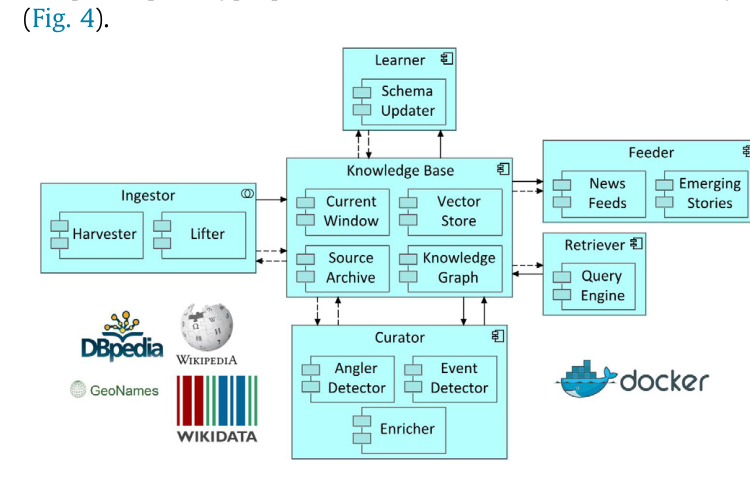 (Fig. 4).
Learner
Schema
Updater
Knowledge Base
Current
Window
Vector
Store
Source
Archive
Knowledge
Graph
Feeder
News
Feeds
Emerging
Stories
Ingestor
Harvester
Lifter
Retriever
Query
Engine
Curator
Angler
Detector
Event
Detector
Enricher
DBpedia
WIKIPEDIA
GeoNames
WIKIDATA
docker